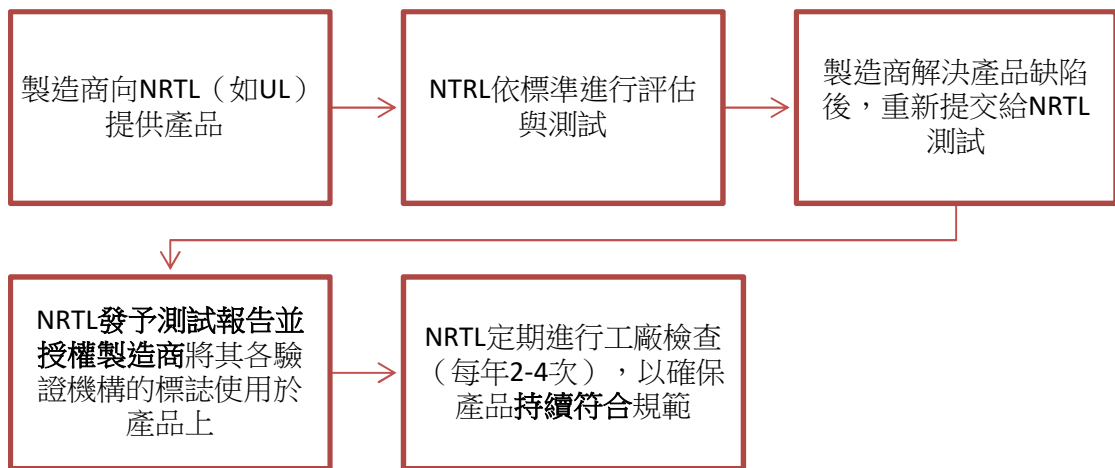 製造商向NRTL（如UL）
提供產品
NTRL依標準進行評估
與測試
製造商解決產品缺陷
後，重新提交給NRTL
測試
NRTL發予測試報告並
授權製造商將其各驗
證機構的標誌使用於
產品上
NRTL定期進行工廠檢查
（每年2-4次），以確保
產品持續符合規範